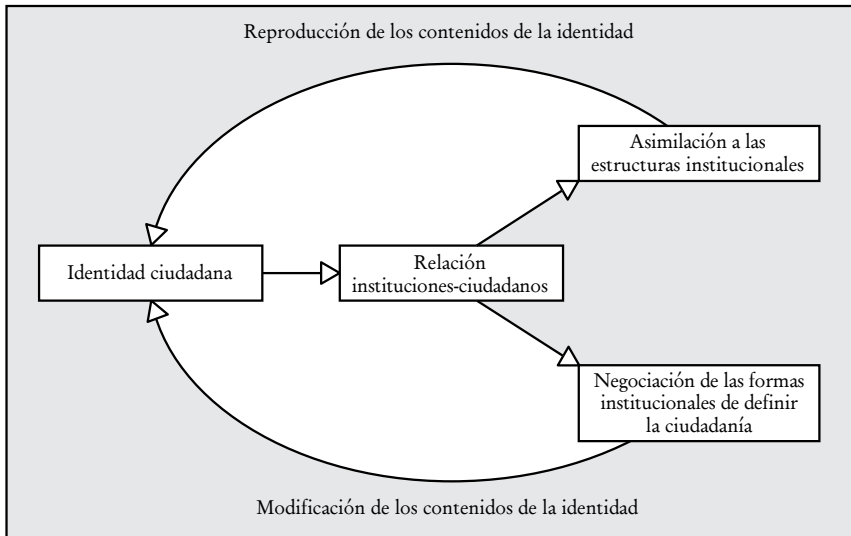 Reproducción de los contenidos de la identidad
Asimilación a las
estructuras institucionales
Identidad ciudadana
Relación
instituciones-ciudadanos
Negociación de las formas
institucionales de definir
la ciudadanía
Modificación de los contenidos de la identidad